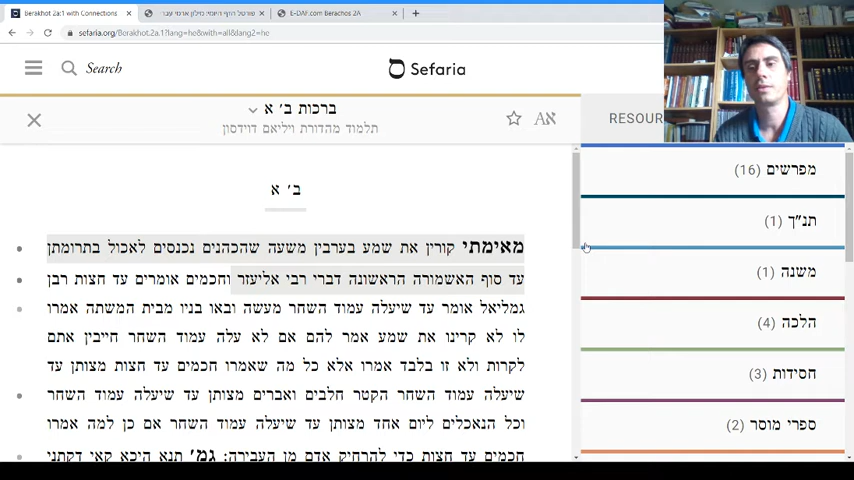 Berakhot 2a:1 with Connections
פורטל הדף היומי: מילון ארמי עברי
E-DAF.com Berachos 2A
sefaria.org/Berakhot.2a.1?lang=he&with=all&lang2=he
Search
Sefaria
ברכות ב׳ א
תלמוד מהדורת ויליאם דוידסון
Aא
RESOUR
ב׳ א
מאימתי קורין את שמע בערבין משעה שהכהנים נכנסים לאכול בתרומתן
עד סוף האשמורה הראשונה דברי רבי אליעזר וחכמים אומרים עד חצות רבן
גמליאל אומר עד שיעלה עמוד השחר מעשה ובאו בניו מבית המשתה אמרו
לו לא קרינו את שמע אמר להם אם לא עלה עמוד השחר חייבין אתם
לקרות ולא זו בלבד אמרו אלא כל מה שאמרו חכמים עד חצות מצותן עד
שיעלה עמוד השחר הקטר חלבים ואברים מצותן עד שיעלה עמוד השחר
וכל הנאכלים ליום אחד מצותן עד שיעלה עמוד השחר אם כן למה אמרו
חכמים עד חצות כדי להרחיק אדם מן העבירה: גמ׳ תנא היכא קאי דקתני
מפרשים (16)
תנ״ך (1)
משנה (1)
הלכה (4)
חסידות (3)
ספרי מוסר (2)